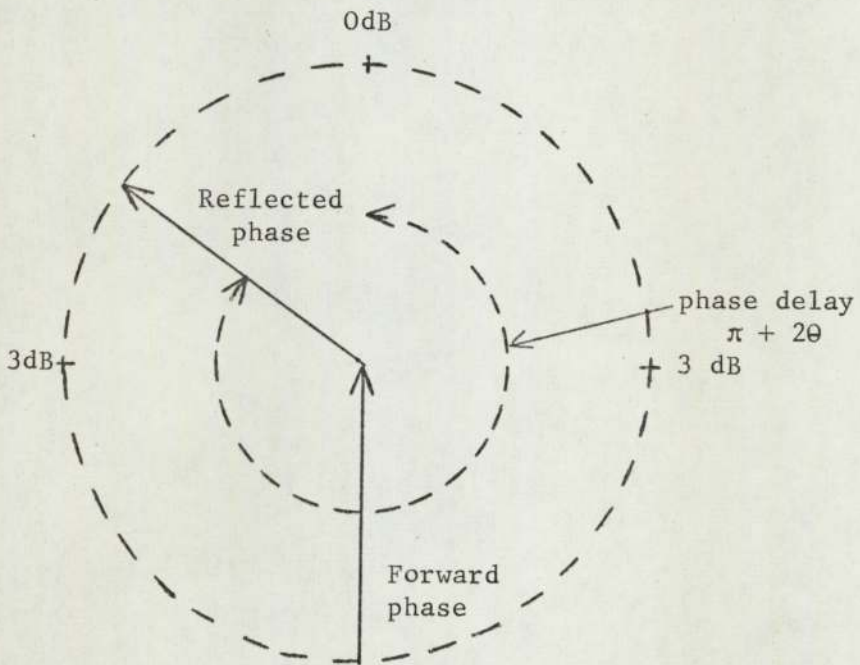 0dB
Reflected
phase
phase delay
π + 2θ
3dB
3 dB
Forward
phase